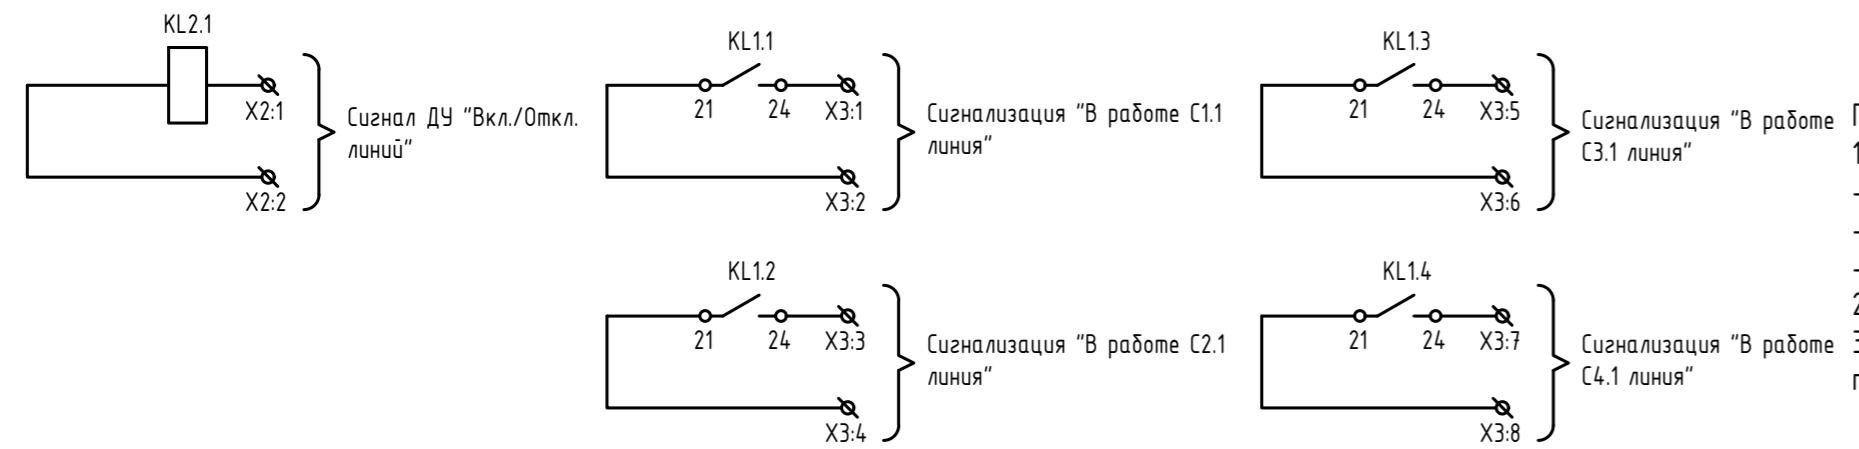 KL2.1
X2:1
X2:2
Сигнал ДУ "Вкл./Откл.
линий"
KL1.1
21
24
X3:1
X3:2
Сигнализация "В работе С1.1
линия"
KL1.3
21
24
X3:5
X3:6
Сигнализация "В работе
С3.1 линия"
KL1.2
21
24
X3:3
X3:4
Сигнализация "В работе С2.1
линия"
KL1.4
21
24
X3:7
X3:8
Сигнализация "В работе
С4.1 линия"
1
-
-
-
2